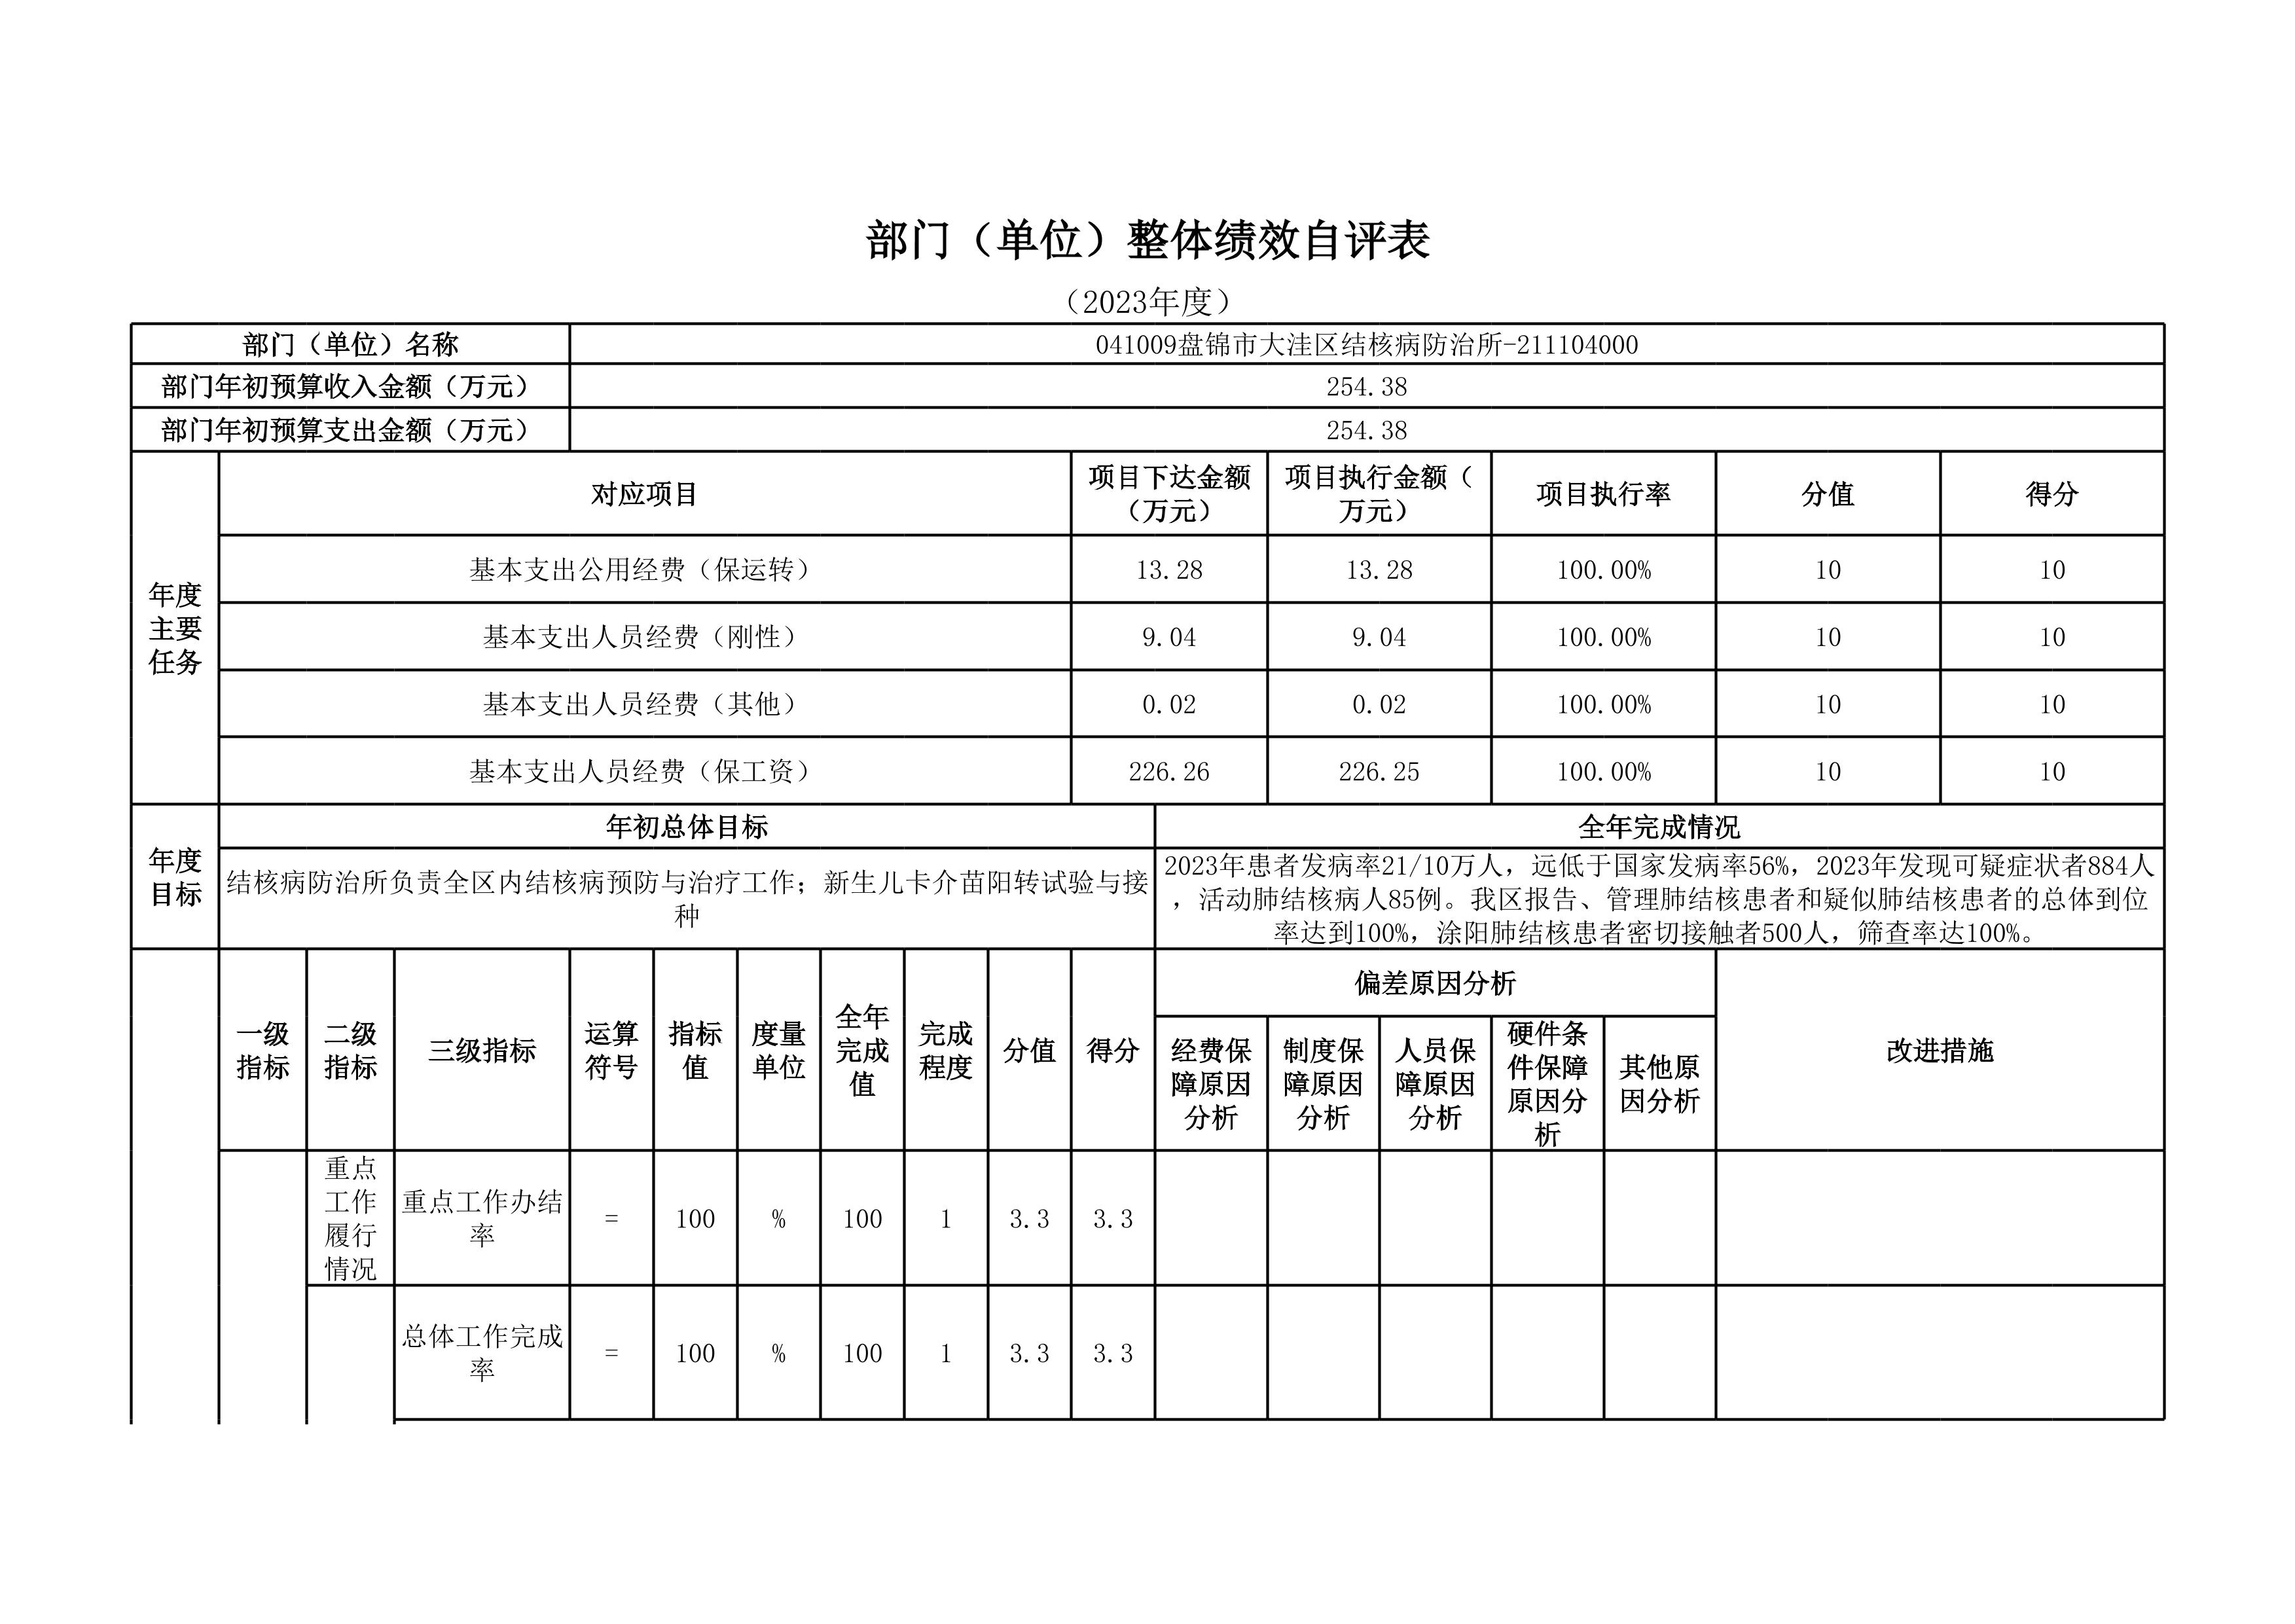 部门（单位）整体绩效自评表
（2023年度）
部门（单位）名称 041009盘锦市大洼区结核病防治所-211104000
部门年初预算收入金额（万元） 254.38
部门年初预算支出金额（万元） 254.38
年度
主要
任务
对应项目 项目下达金额（万元） 项目执行金额（万元） 项目执行率 分值 得分
基本支出公用经费（保运转） 13.28 13.28 100.00% 10 10
基本支出人员经费（刚性） 9.04 9.04 100.00% 10 10
基本支出人员经费（其他） 0.02 0.02 100.00% 10 10
基本支出人员经费（保工资） 226.26 226.25 100.00% 10 10
年度
目标
年初总体目标 全年完成情况
结核病防治所负责全区内结核病预防与治疗工作；新生儿卡介苗阳转试验与接
种
2023年患者发病率21/10万人，远低于国家发病率56%，2023年发现可疑症状者884人
，活动肺结核病人85例。我区报告、管理肺结核患者和疑似肺结核患者的总体到位
率达到100%，涂阳肺结核患者密切接触者500人，筛查率达100%。
一级
指标
二级
指标
三级指标
运算
符号
指标
值
度量
单位
全年
完成
值
完成
程度
分值
得分
偏差原因分析
经费保
障原因
分析
制度保
障原因
分析
人员保
障原因
分析
硬件条
件保障
原因分
析
其他原
因分析
改进措施
重点
工作
履行
情况
重点工作办结
率
= 100 % 100 1 3.3 3.3
总体工作完成
率
= 100 % 100 1 3.3 3.3